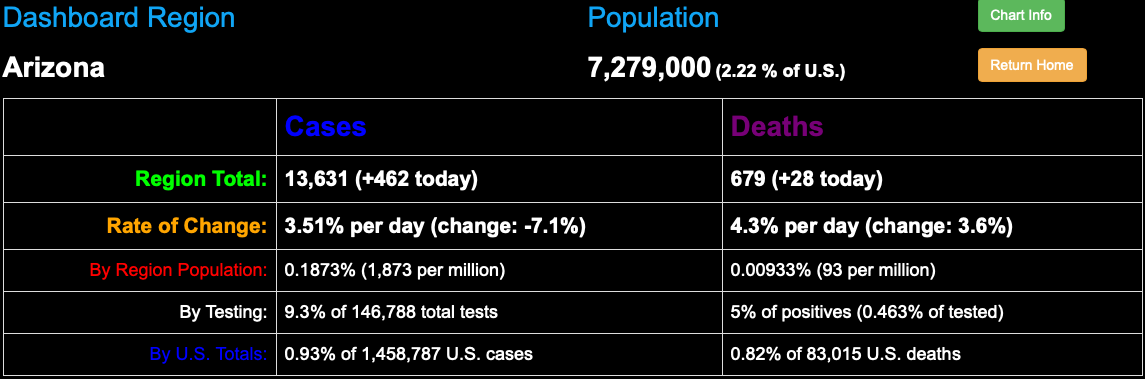 Dashboard Region Population Chart Info
Arizona 7,279,000 (2.22 % of U.S.) Return Home
Cases Deaths
Region Total: 13,631 (+462 today) 679 (+28 today)
Rate of Change: 3.51% per day (change: -7.1%) 4.3% per day (change: 3.6%)
By Region Population: 0.1873% (1,873 per million) 0.00933% (93 per million)
By Testing: 9.3% of 146,788 total tests 5% of positives (0.463% of tested)
By U.S. Totals: 0.93% of 1,458,787 U.S. cases 0.82% of 83,015 U.S. deaths